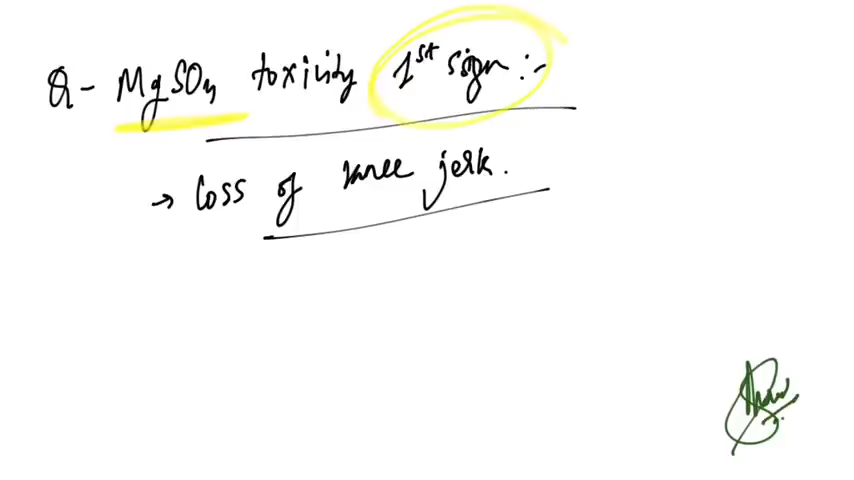 Q- MgSO4 toxicity 1st sign :-
→ Loss of knee jerk.